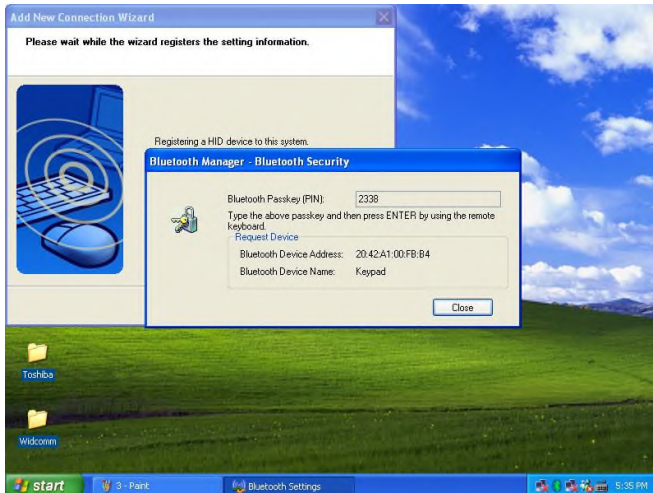 Add New Connection Wizard
Please wait while the wizard registers the setting information.
Registering a HID device to this system.
Bluetooth Manager - Bluetooth Security
Bluetooth Passkey (PIN): 2338
Type the above passkey and then press ENTER by using the remote
keyboard.
Request Device
Bluetooth Device Address: 20:42:A1:00:FB:B4
Bluetooth Device Name: Keypad
Close
Toshiba
Widcomm
start
3 - Paint
Bluetooth Settings
5:35 PM